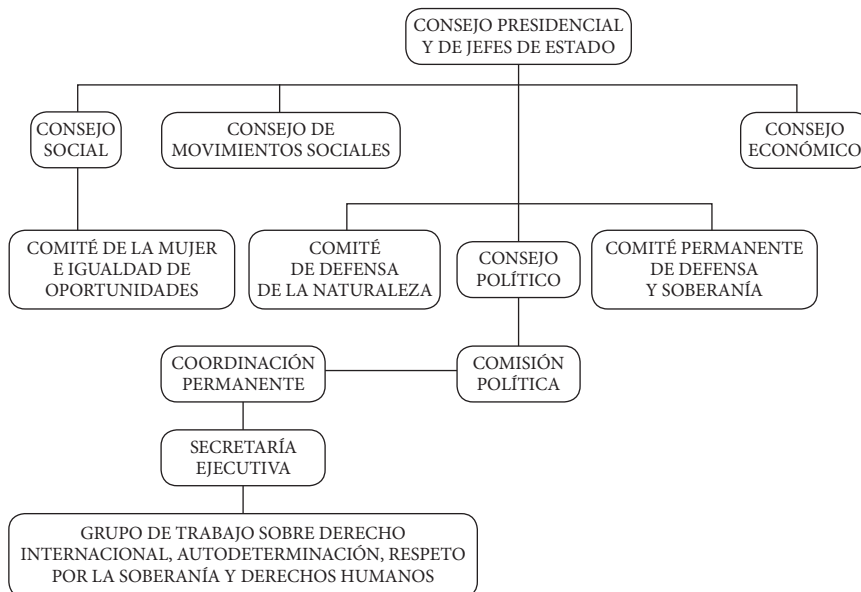 CONSEJO PRESIDENCIAL
Y DE JEFES DE ESTADO
CONSEJO
SOCIAL
CONSEJO DE
MOVIMIENTOS SOCIALES
CONSEJO
ECONÓMICO
COMITÉ DE LA MUJER
E IGUALDAD DE
OPORTUNIDADES
COMITÉ
DE DEFENSA
DE LA NATURALEZA
CONSEJO
POLÍTICO
COMITÉ PERMANENTE
DE DEFENSA
Y SOBERANÍA
COORDINACIÓN
PERMANENTE
COMISIÓN
POLÍTICA
SECRETARÍA
EJECUTIVA
GRUPO DE TRABAJO SOBRE DERECHO
INTERNACIONAL, AUTODETERMINACIÓN, RESPETO
POR LA SOBERANÍA Y DERECHOS HUMANOS